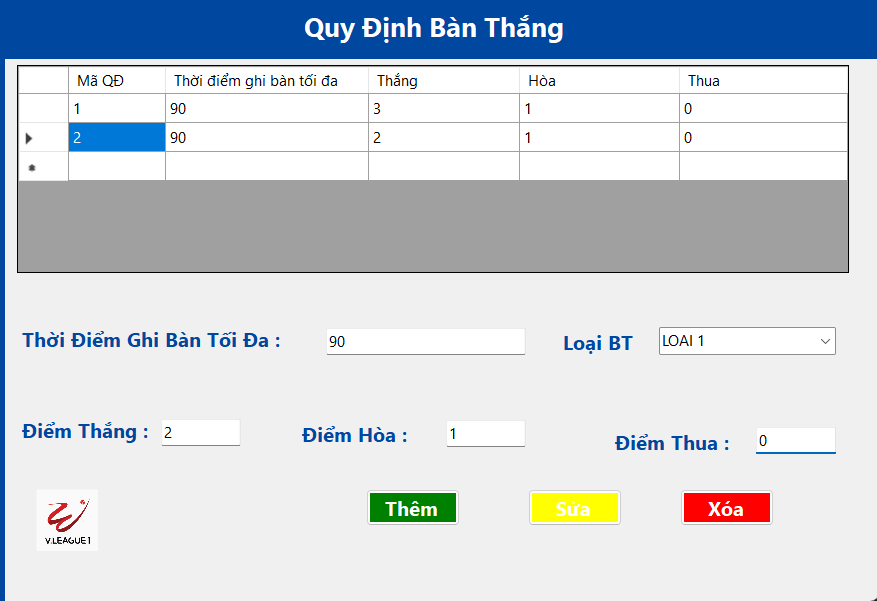 Quy Định Bàn Thắng
Mã QĐ Thời điểm ghi bàn tối đa Thắng Hòa Thua
1 90 3 1 0
2 90 2 1 0
Thời Điểm Ghi Bàn Tối Đa : 90 Loại BT LOAI 1
Điểm Thắng : 2 Điểm Hòa : 1 Điểm Thua : 0
Thêm Sửa Xóa
V.LEAGUE1